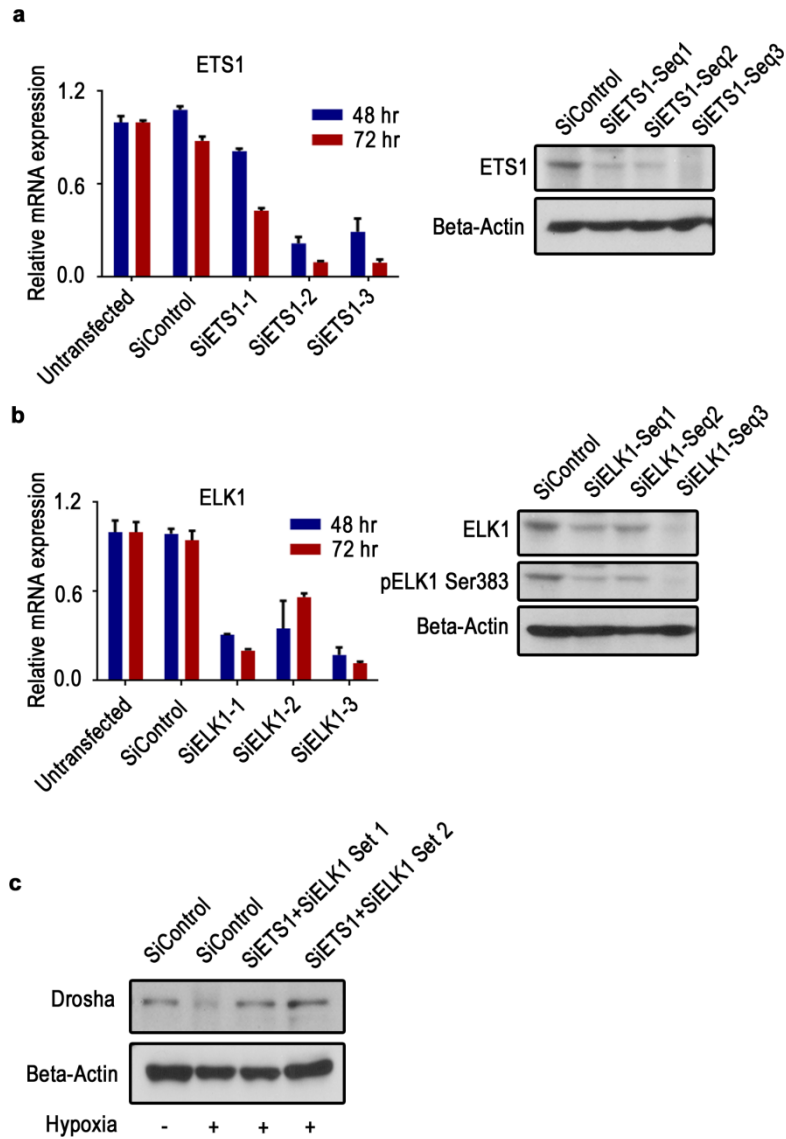 a
ETS1
1.2
0.6
0.0
Relative mRNA expression
48 hr
72 hr
Untransfected
SiControl
SiETS1-1
SiETS1-2
SiETS1-3
SiControl
SiETS1-Seq1
SiETS1-Seq2
SiETS1-Seq3
ETS1
Beta-Actin
b
ELK1
1.2
0.6
0.0
Relative mRNA expression
48 hr
72 hr
Untransfected
SiControl
SiELK1-1
SiELK1-2
SiELK1-3
SiControl
SiELK1-Seq1
SiELK1-Seq2
SiELK1-Seq3
ELK1
pELK1 Ser383
Beta-Actin
c
SiControl
SiControl
SiETS1+SiELK1 Set 1
SiETS1+SiELK1 Set 2
Drosha
Beta-Actin
Hypoxia - + + +